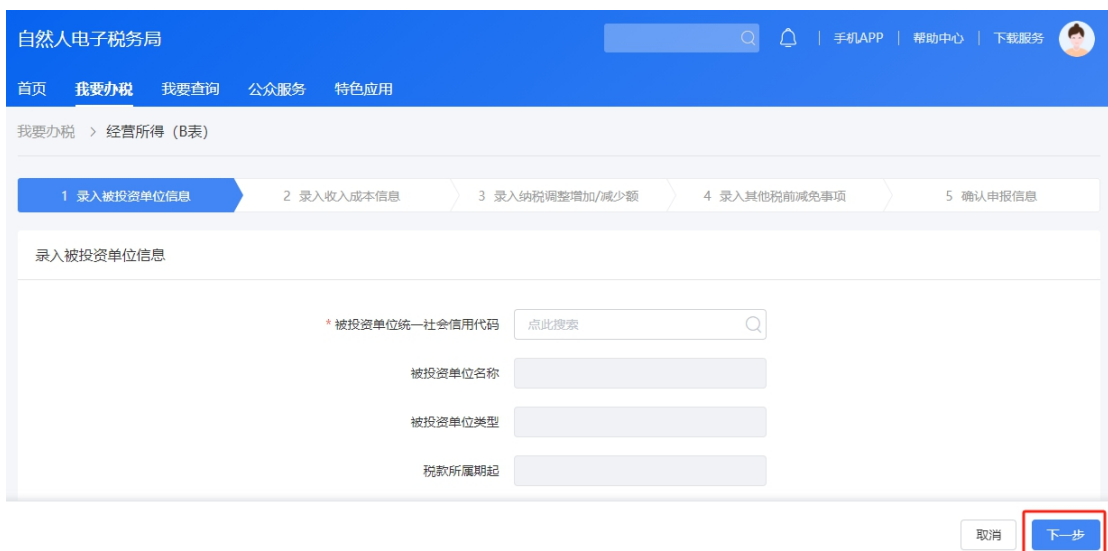 自然人电子税务局
手机APP | 帮助中心 | 下载服务
首页 我要办税 我要查询 公众服务 特色应用
我要办税 > 经营所得（B表）
1 录入被投资单位信息 2 录入收入成本信息 3 录入纳税调整增加/减少额 4 录入其他税前减免事项 5 确认申报信息
录入被投资单位信息
* 被投资单位统一社会信用代码 点此搜索
被投资单位名称
被投资单位类型
税款所属期起
取消 下一步